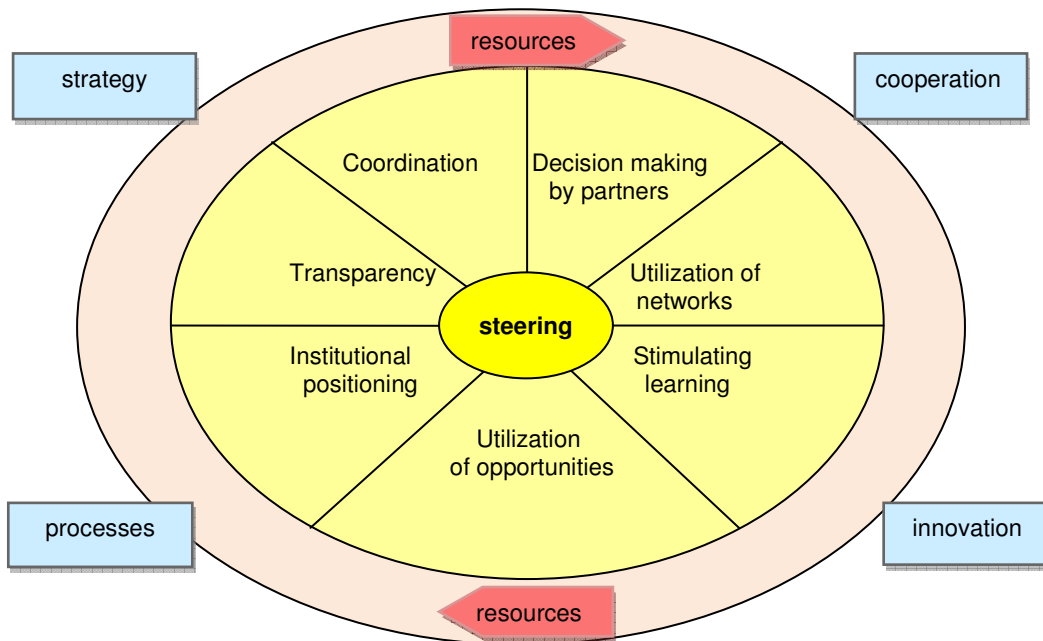 resources
strategy
cooperation
Coordination
Decision making
by partners
Transparency
Utilization of
networks
steering
Institutional
positioning
Stimulating
learning
Utilization
of opportunities
processes
innovation
resources